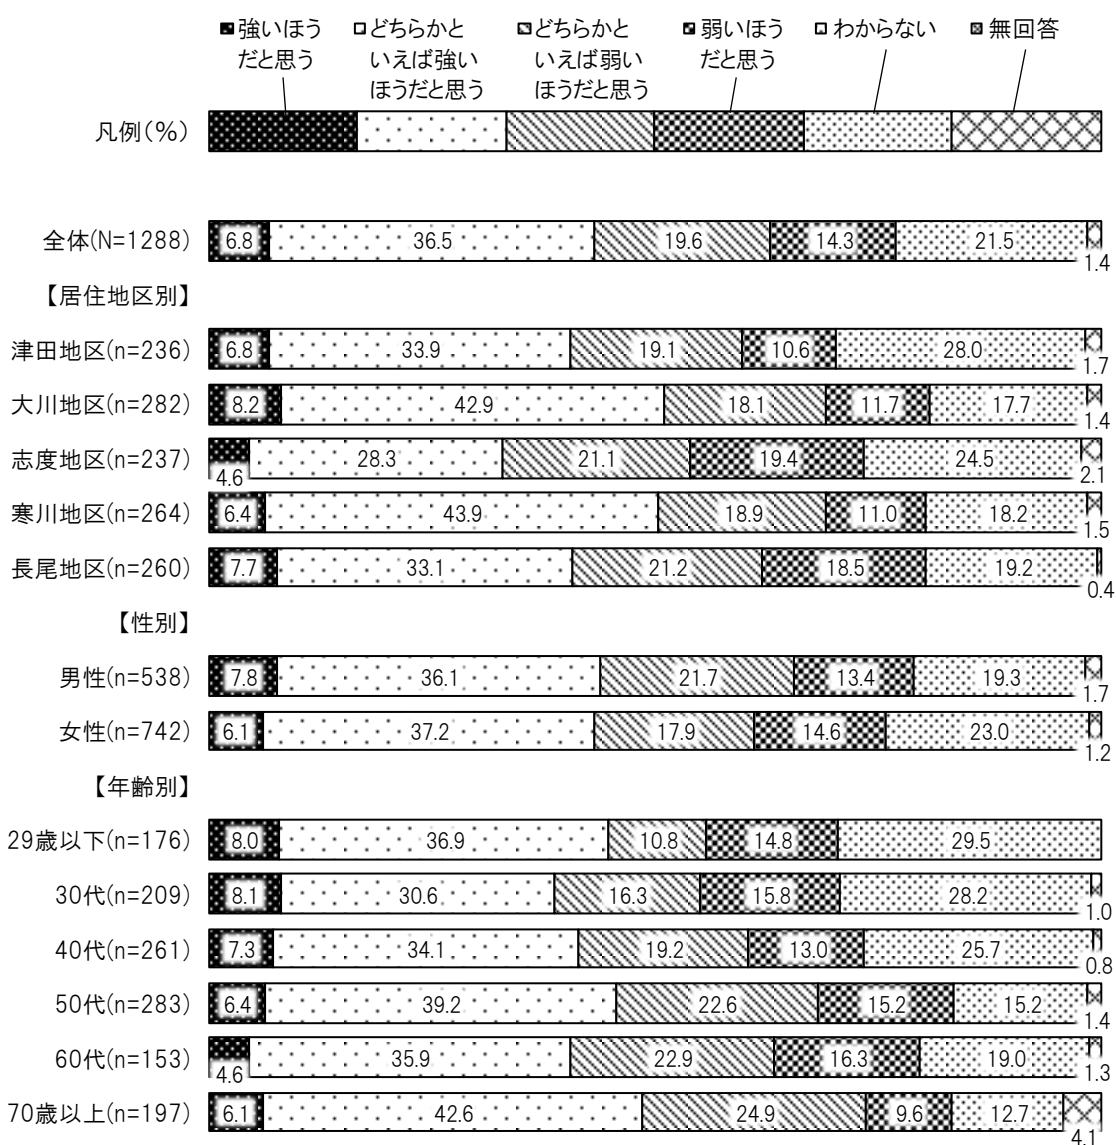 強いほう どちらかと どちらかと 弱いほう わからない 無回答
だと思う いえば強い いえば弱い だと思う
ほうだと思う ほうだと思う
凡例(%)
全体(N=1288) 6.8 36.5 19.6 14.3 21.5 1.4
【居住地区別】
津田地区(n=236) 6.8 33.9 19.1 10.6 28.0 1.7
大川地区(n=282) 8.2 42.9 18.1 11.7 17.7 1.4
志度地区(n=237) 4.6 28.3 21.1 19.4 24.5 2.1
寒川地区(n=264) 6.4 43.9 18.9 11.0 18.2 1.5
長尾地区(n=260) 7.7 33.1 21.2 18.5 19.2 0.4
【性別】
男性(n=538) 7.8 36.1 21.7 13.4 19.3 1.7
女性(n=742) 6.1 37.2 17.9 14.6 23.0 1.2
【年齢別】
29歳以下(n=176) 8.0 36.9 10.8 14.8 29.5
30代(n=209) 8.1 30.6 16.3 15.8 28.2 1.0
40代(n=261) 7.3 34.1 19.2 13.0 25.7 0.8
50代(n=283) 6.4 39.2 22.6 15.2 15.2 1.4
60代(n=153) 4.6 35.9 22.9 16.3 19.0 1.3
70歳以上(n=197) 6.1 42.6 24.9 9.6 12.7 4.1